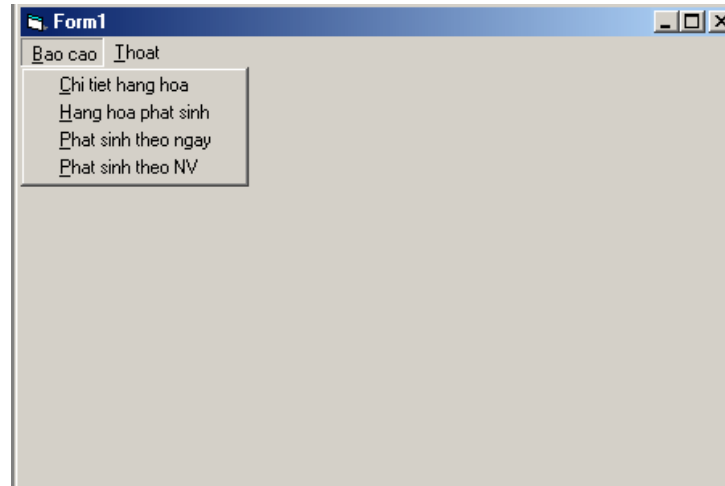 Form1
Bao cao Thoat
Chi tiet hang hoa
Hang hoa phat sinh
Phat sinh theo ngay
Phat sinh theo NV